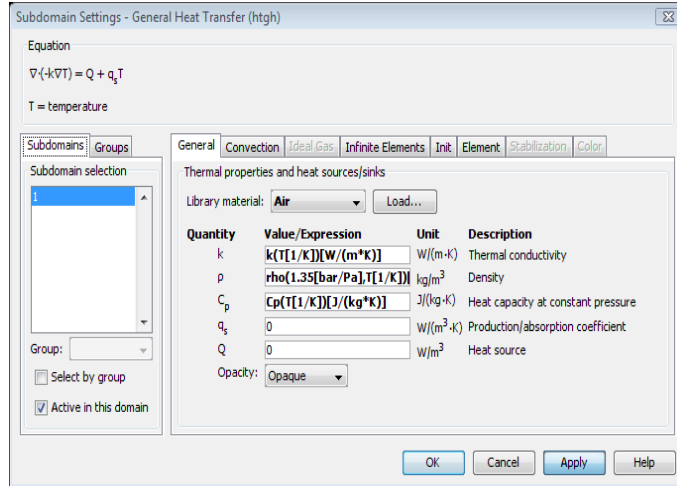 Subdomain Settings - General Heat Transfer (htgh)
Equation
∇·(-k∇T) = Q + qsT
T = temperature
Subdomains Groups
General Convection Ideal Gas Infinite Elements Init Element Stabilization Color
Subdomain selection
1
Group:
Select by group
Active in this domain
Thermal properties and heat sources/sinks
Library material: Air Load...
Quantity Value/Expression Unit Description
k k(T[1/K])[W/(m*K)] W/(m·K) Thermal conductivity
ρ rho(1.35[bar/Pa],T[1/K])[ kg/m³ Density
Cp Cp(T[1/K])[J/(kg*K)] J/(kg·K) Heat capacity at constant pressure
qs 0 W/(m³·K) Production/absorption coefficient
Q 0 W/m³ Heat source
Opacity: Opaque
OK Cancel Apply Help